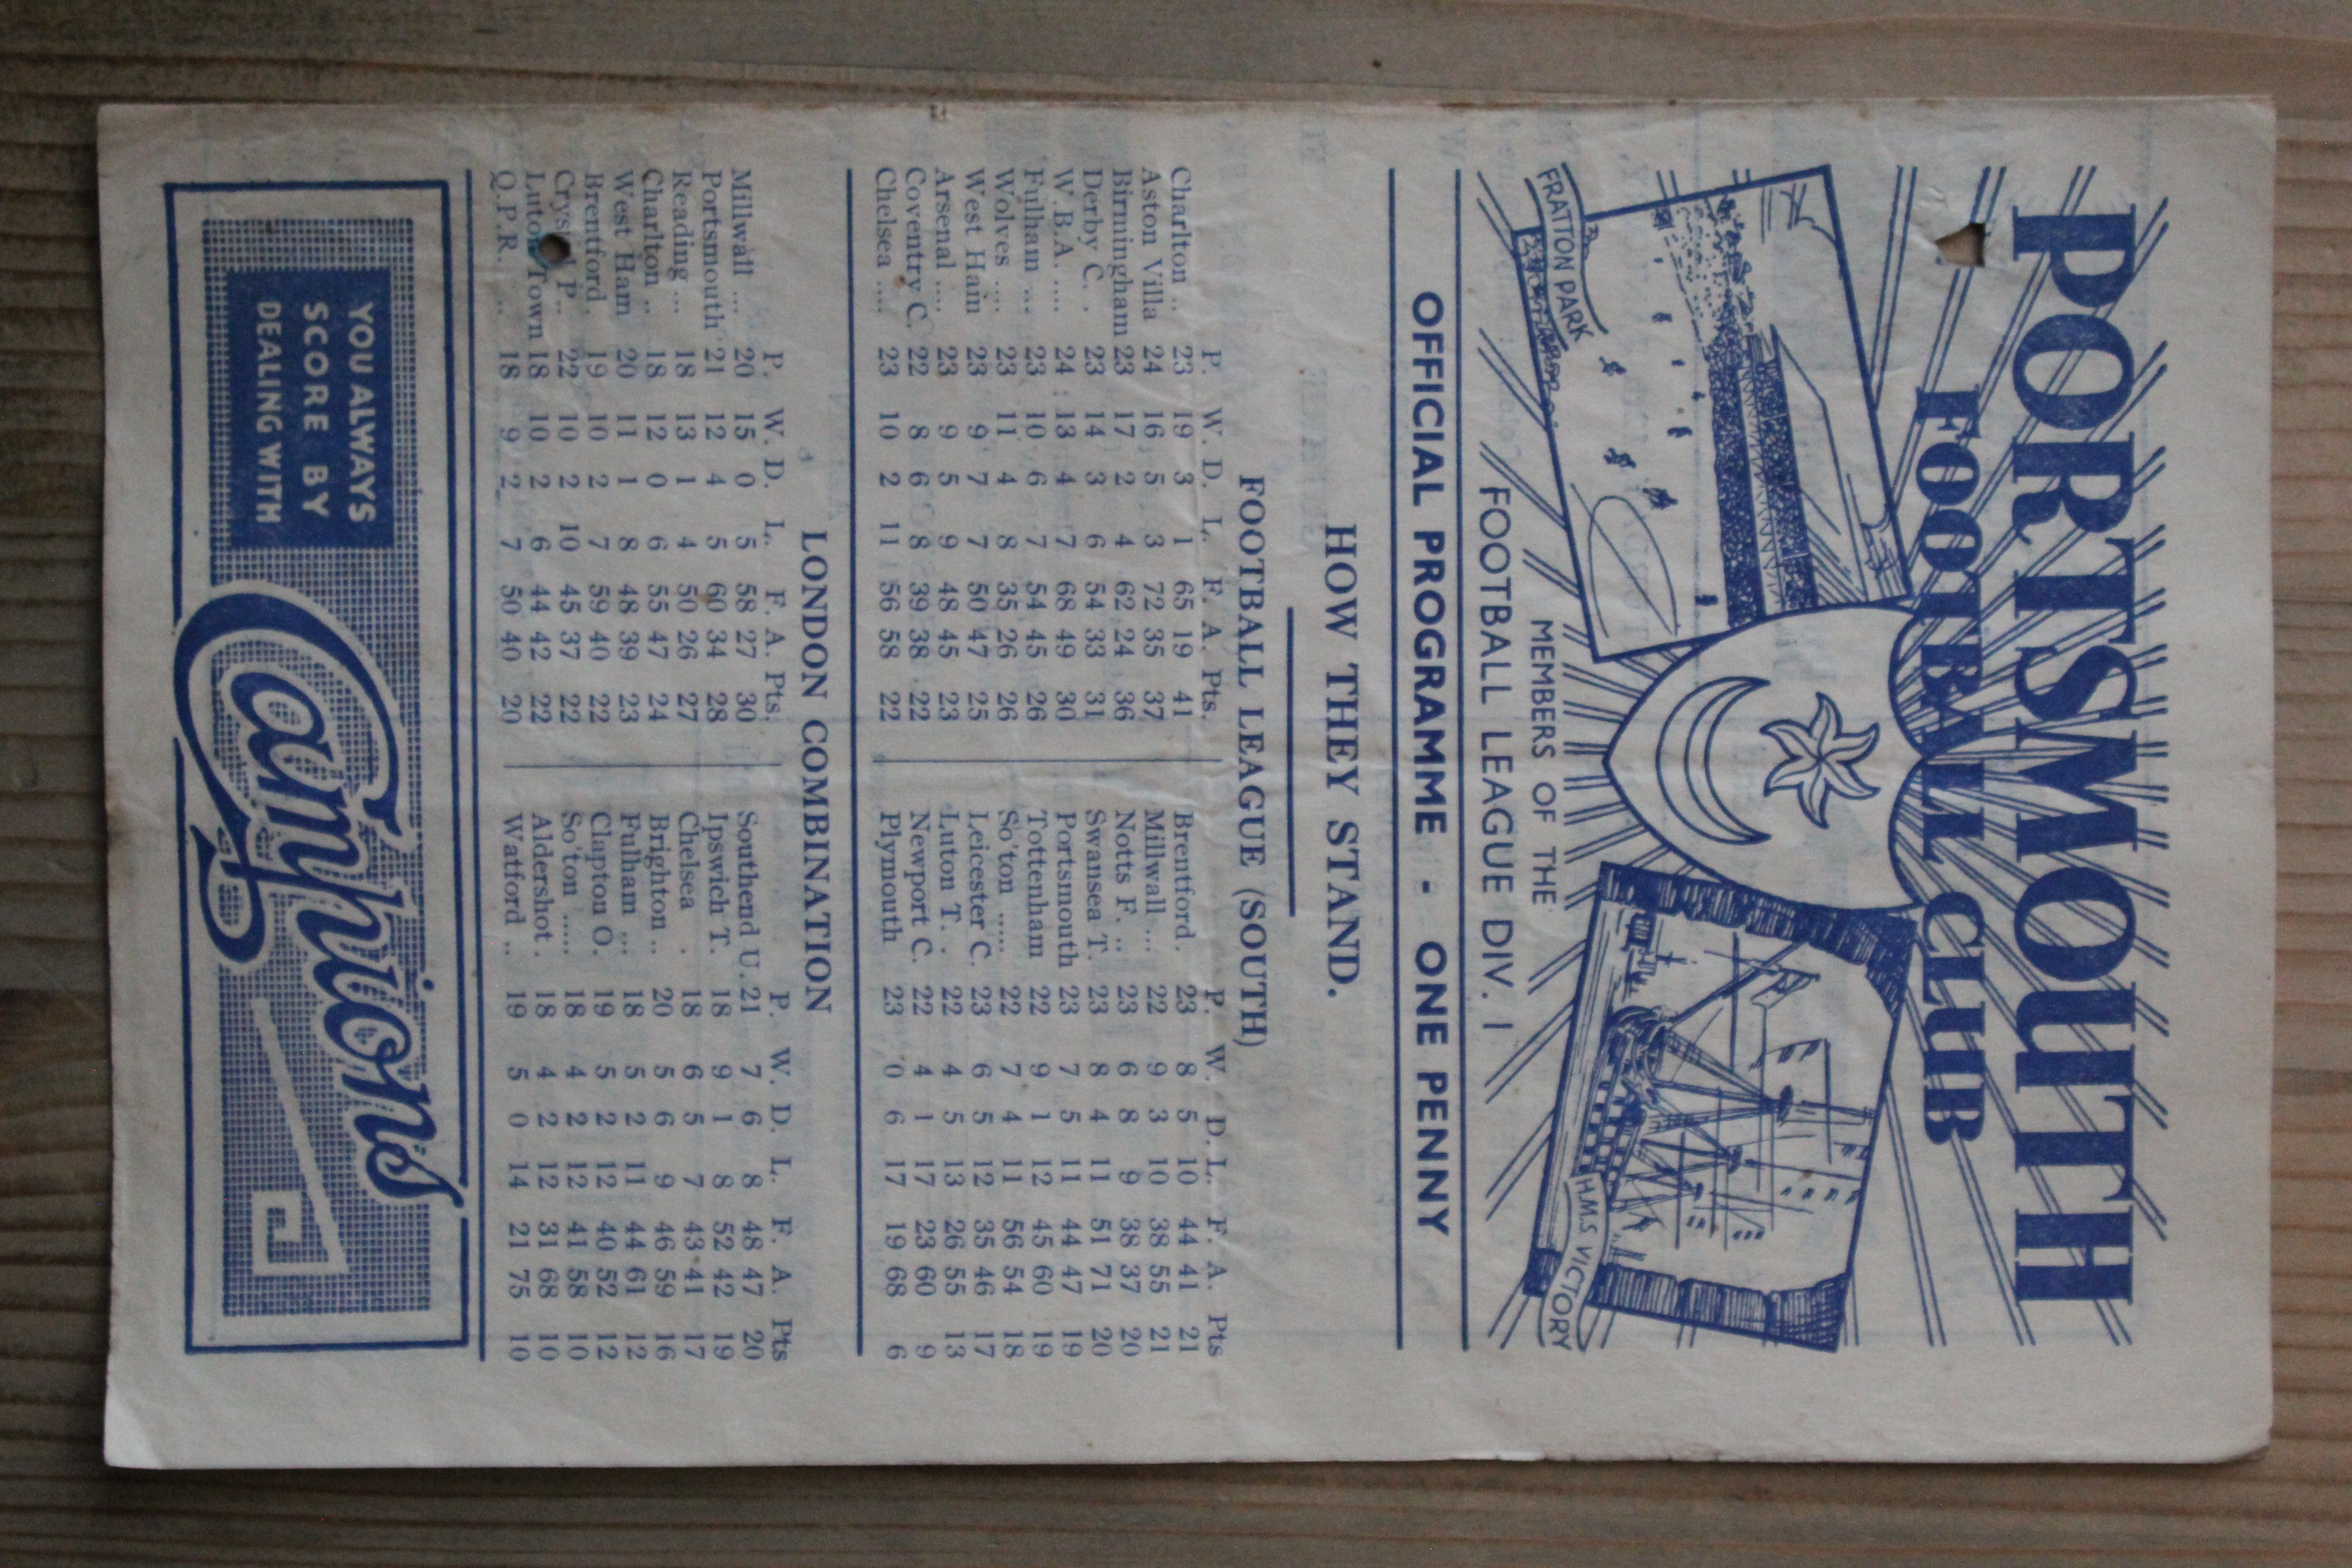 PORTSMOUTH
FOOTBALL CLUB
FRATTON PARK
H.M.S VICTORY
MEMBERS OF THE
FOOTBALL LEAGUE DIV. I
OFFICIAL PROGRAMME - ONE PENNY
HOW THEY STAND.
FOOTBALL LEAGUE (SOUTH)
P. W. D. L. F. A. Pts. P. W. D. L. F. A. Pts
Charlton .. 23 19 3 1 65 19 41 Brentford . 23 8 5 10 44 41 21
Aston Villa 24 16 5 3 72 35 37 Millwall ... 22 9 3 10 38 55 21
Birmingham 23 17 2 4 62 24 36 Notts F. .. 23 6 8 9 38 37 20
Derby C. . 23 14 3 6 54 33 31 Swansea T. 23 8 4 11 51 71 20
W.B.A. .... 24 13 4 7 68 49 30 Portsmouth 23 7 5 11 44 47 19
Fulham ... 23 10 6 7 54 45 26 Tottenham 22 9 1 12 45 60 19
Wolves .... 23 11 4 8 35 26 26 So'ton ..... 22 7 4 11 56 54 18
West Ham 23 9 7 7 50 47 25 Leicester C. 23 6 5 12 35 46 17
Arsenal .... 23 9 5 9 48 45 23 Luton T. . 22 4 5 13 26 55 13
Coventry C. 22 8 6 8 39 38 22 Newport C. 22 4 1 17 23 60 9
Chelsea .... 23 10 2 11 56 58 22 Plymouth 23 0 6 17 19 68 6
LONDON COMBINATION
P. W. D. L. F. A. Pts. P. W. D. L. F. A. Pts
Millwall .... 20 15 0 5 58 27 30 Southend U. 21 7 6 8 48 47 20
Portsmouth 21 12 4 5 60 34 28 Ipswich T. 18 9 1 8 52 42 19
Reading ... 18 13 1 4 50 26 27 Chelsea . 18 6 5 7 43 41 17
Charlton .. 18 12 0 6 55 47 24 Brighton .. 20 5 6 9 46 59 16
West Ham 20 11 1 8 48 39 23 Fulham ... 18 5 2 11 44 61 12
Brentford . 19 10 2 7 59 40 22 Clapton O. 19 5 2 12 40 52 12
Crystal P. .. 22 10 2 10 45 37 22 So'ton ..... 18 4 2 12 41 58 10
Luton Town 18 10 2 6 44 42 22 Aldershot . 18 4 2 12 31 68 10
Q.P.R. ... 18 9 2 7 50 40 20 Watford .. 19 5 0 14 21 75 10
YOU ALWAYS
SCORE BY
DEALING WITH
Campions